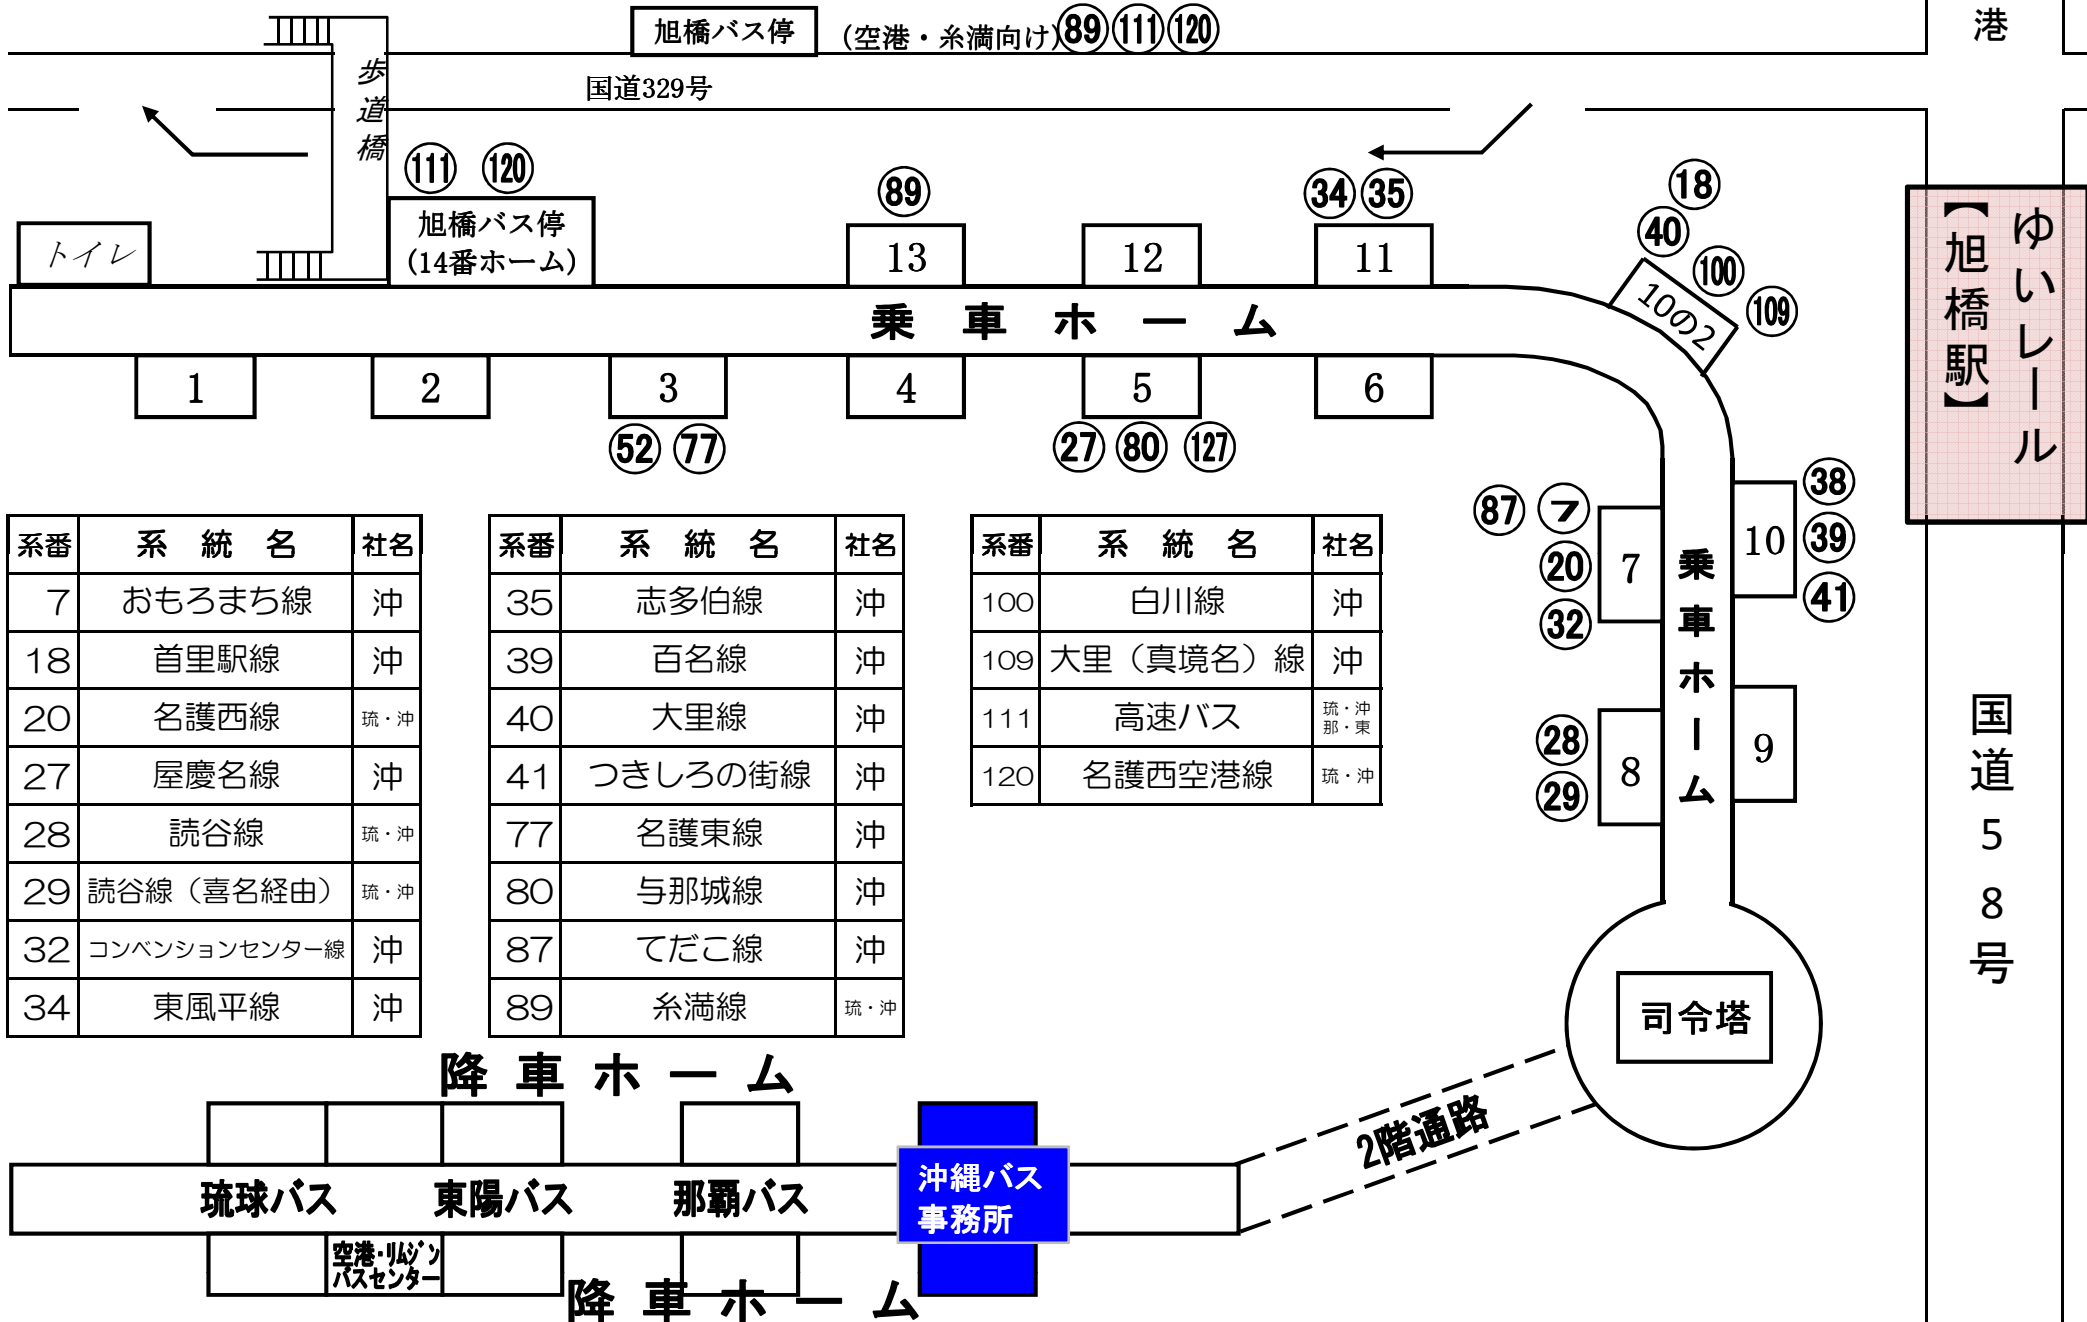 旭橋バス停
(空港・糸満向け)
89 111 120
港
歩道橋
国道329号
111 120
89
34 35
18
40
100
109
トイレ
旭橋バス停
(14番ホーム)
13
12
11
10の2
ゆいレール
【旭橋駅】
乗車ホーム
1
2
3
4
5
6
52 77
27 80 127
87 7
20
32
7
10
38
39
41
乗車ホーム
28
29
8
9
国道58号
司令塔
系番 系統名 社名
7 おもろまち線 沖
18 首里駅線 沖
20 名護西線 琉・沖
27 屋慶名線 沖
28 読谷線 琉・沖
29 読谷線（喜名経由） 琉・沖
32 コンベンションセンター線 沖
34 東風平線 沖
系番 系統名 社名
35 志多伯線 沖
39 百名線 沖
40 大里線 沖
41 つきしろの街線 沖
77 名護東線 沖
80 与那城線 沖
87 てだこ線 沖
89 糸満線 琉・沖
系番 系統名 社名
100 白川線 沖
109 大里（真境名）線 沖
111 高速バス 琉・沖
那・東
120 名護西空港線 琉・沖
降車ホーム
2階通路
琉球バス
東陽バス
那覇バス
沖縄バス
事務所
空港・リムジン
バスセンター
降車ホーム